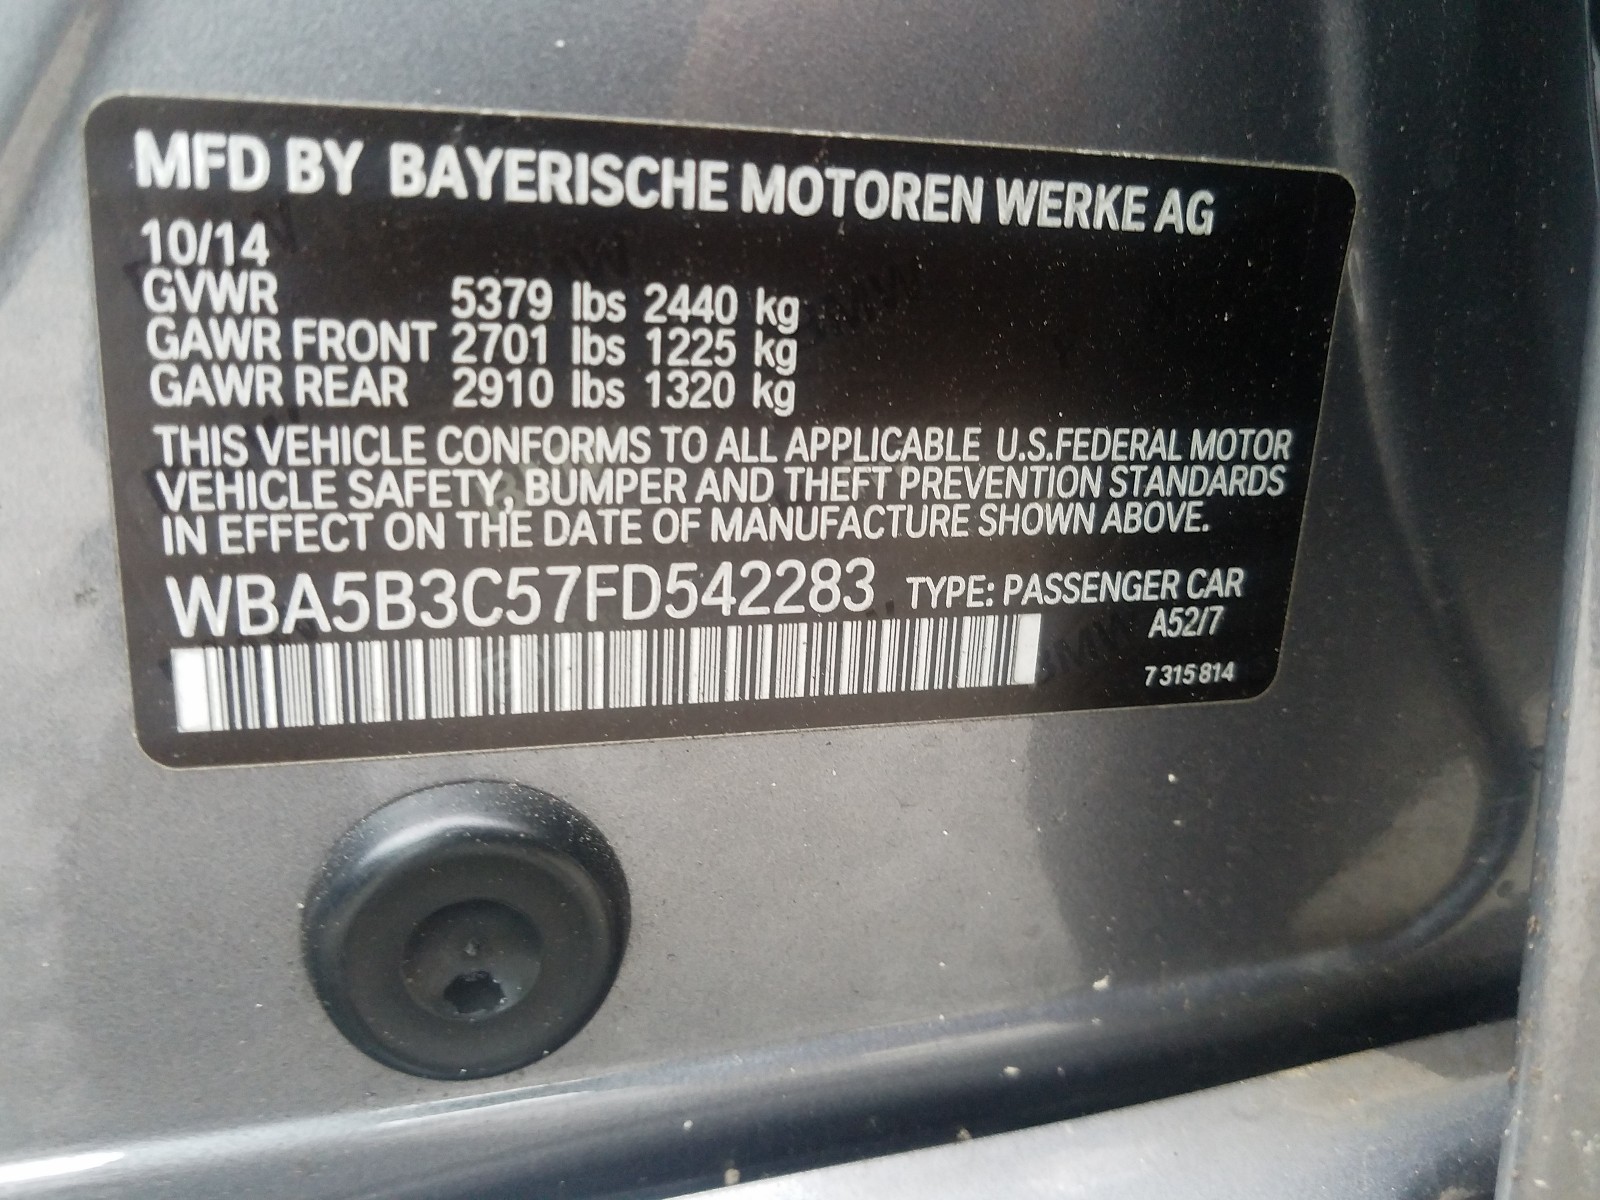 MFD BY BAYERISCHE MOTOREN WERKE AG
10/14
GVWR 5379 lbs 2440 kg
GAWR FRONT 2701 lbs 1225 kg
GAWR REAR 2910 lbs 1320 kg
THIS VEHICLE CONFORMS TO ALL APPLICABLE U.S.FEDERAL MOTOR
VEHICLE SAFETY, BUMPER AND THEFT PREVENTION STANDARDS
IN EFFECT ON THE DATE OF MANUFACTURE SHOWN ABOVE.
WBA5B3C57FD542283 TYPE: PASSENGER CAR
A52/7
7 315 814